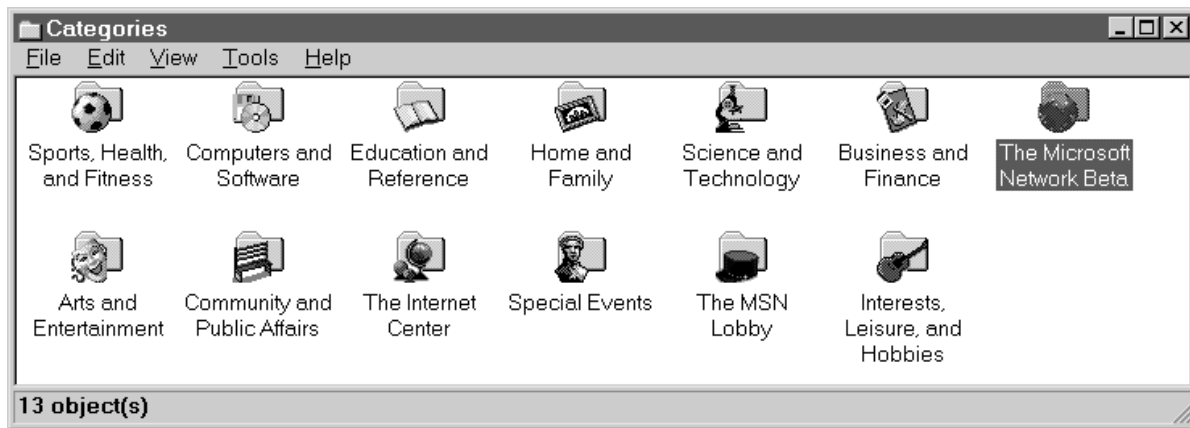 Categories
File Edit View Tools Help
Sports, Health, and Fitness
Computers and Software
Education and Reference
Home and Family
Science and Technology
Business and Finance
The Microsoft Network Beta
Arts and Entertainment
Community and Public Affairs
The Internet Center
Special Events
The MSN Lobby
Interests, Leisure, and Hobbies
13 object(s)